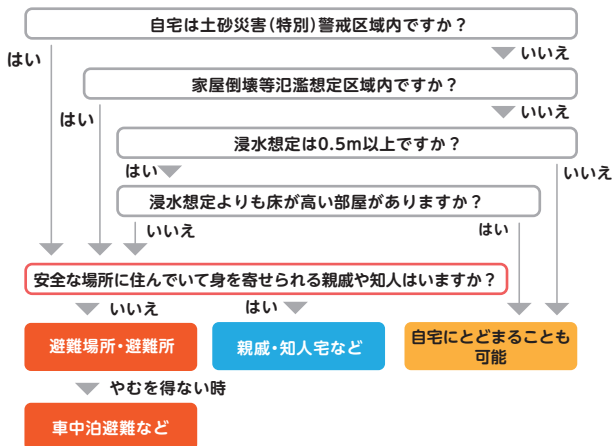 自宅は土砂災害(特別)警戒区域内ですか？
はい
いいえ
家屋倒壊等氾濫想定区域内ですか？
はい
いいえ
浸水想定は0.5m以上ですか？
はい
いいえ
浸水想定よりも床が高い部屋がありますか？
いいえ
はい
安全な場所に住んでいて身を寄せられる親戚や知人はいますか？
いいえ
はい
避難場所・避難所
親戚・知人宅など
自宅にとどまることも
可能
やむを得ない時
車中泊避難など